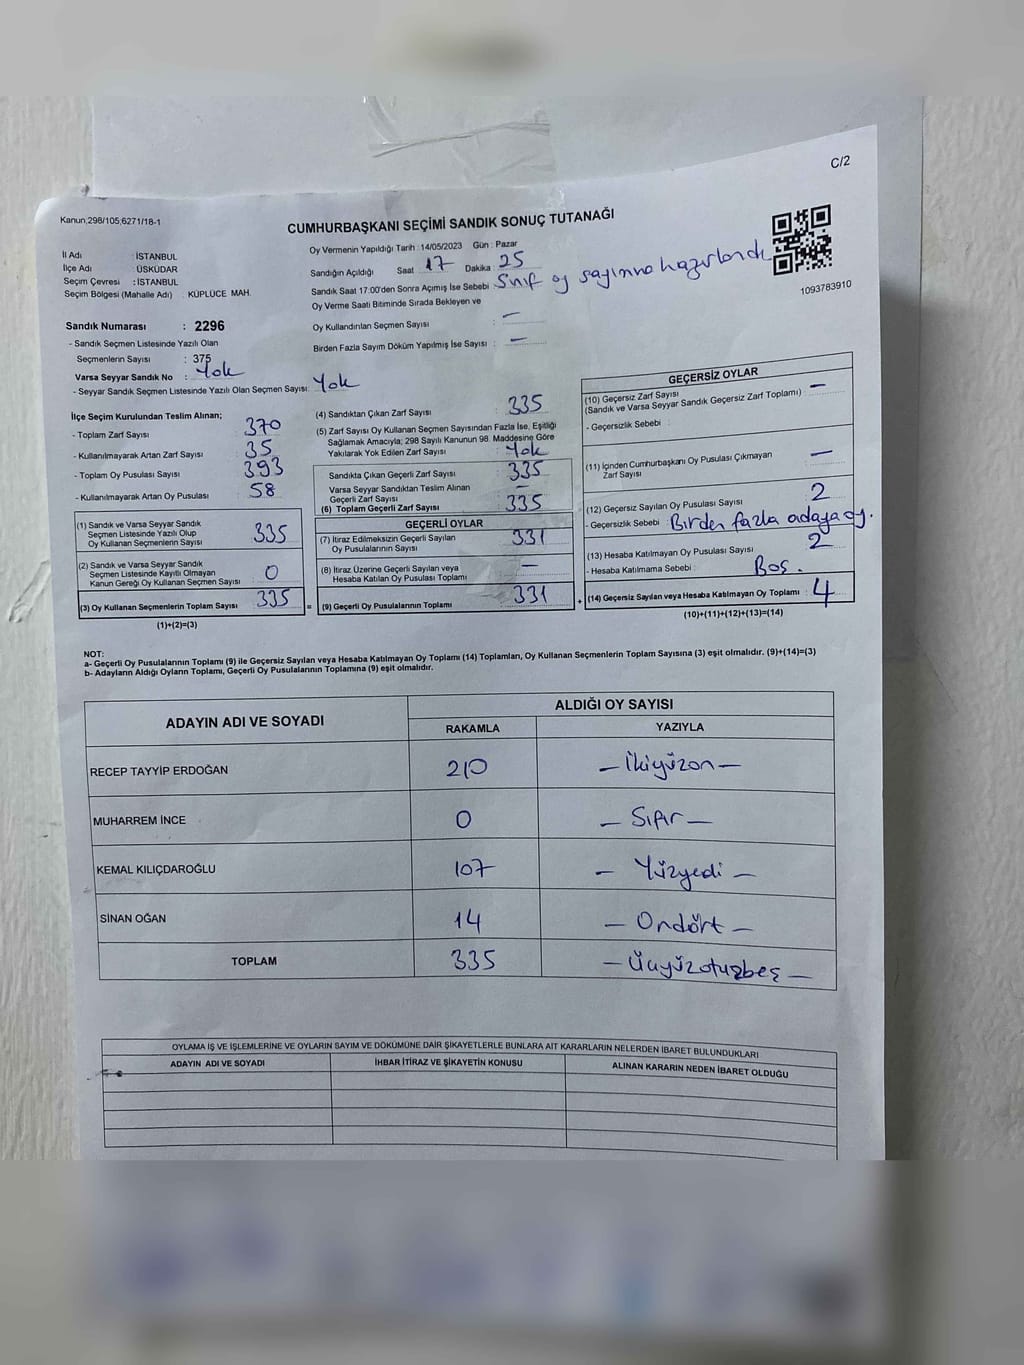 C/2
Kanun,298/105,6271/18-1
CUMHURBAŞKANI SEÇİMİ SANDIK SONUÇ TUTANAĞI
İl Adı : İSTANBUL
İlçe Adı : ÜSKÜDAR
Seçim Çevresi : İSTANBUL
Seçim Bölgesi (Mahalle Adı) : KÜPLÜCE MAH.
Oy Vermenin Yapıldığı Tarih : 14/05/2023 Gün : Pazar
Sandığın Açıldığı Saat 17 Dakika : 25
Sandık Saat 17:00'den Sonra Açımış İse Sebebi : Sınıf oy sayımına hazırlandı
Oy Verme Saati Bitiminde Sırada Bekleyen ve
Oy Kullandırılan Seçmen Sayısı : —
Birden Fazla Sayım Döküm Yapılmış İse Sayısı : —
1093783910
Sandık Numarası : 2296
- Sandık Seçmen Listesinde Yazılı Olan
Seçmenlerin Sayısı : 375
Varsa Seyyar Sandık No : Yok
- Seyyar Sandık Seçmen Listesinde Yazılı Olan Seçmen Sayısı: Yok
İlçe Seçim Kurulundan Teslim Alınan;
- Toplam Zarf Sayısı : 370
- Kullanılmayarak Artan Zarf Sayısı : 35
- Toplam Oy Pusulası Sayısı : 393
- Kullanılmayarak Artan Oy Pusulası : 58
(1) Sandık ve Varsa Seyyar Sandık
Seçmen Listesinde Yazılı Olup
Oy Kullanan Seçmenlerin Sayısı : 335
(2) Sandık ve Varsa Seyyar Sandık
Seçmen Listesinde Kayıtlı Olmayan
Kanun Gereği Oy Kullanan Seçmen Sayısı : 0
(3) Oy Kullanan Seçmenlerin Toplam Sayısı : 335 =
(1)+(2)=(3)
(4) Sandıktan Çıkan Zarf Sayısı : 335
(5) Zarf Sayısı Oy Kullanan Seçmen Sayısından Fazla İse, Eşitliği
Sağlamak Amacıyla; 298 Sayılı Kanunun 98. Maddesine Göre
Yakılarak Yok Edilen Zarf Sayısı : Yok
Sandıkta Çıkan Geçerli Zarf Sayısı : 335
Varsa Seyyar Sandıktan Teslim Alınan
Geçerli Zarf Sayısı : —
(6) Toplam Geçerli Zarf Sayısı : 335
GEÇERLİ OYLAR
(7) İtiraz Edilmeksizin Geçerli Sayılan
Oy Pusulalarının Sayısı : 331
(8) İtiraz Üzerine Geçerli Sayılan veya
Hesaba Katılan Oy Pusulası Toplamı : —
(9) Geçerli Oy Pusulalarının Toplamı : 331 +
GEÇERSİZ OYLAR
(10) Geçersiz Zarf Sayısı : —
(Sandık ve Varsa Seyyar Sandık Geçersiz Zarf Toplamı)
- Geçersizlik Sebebi :
(11) İçinden Cumhurbaşkanı Oy Pusulası Çıkmayan
Zarf Sayısı : —
(12) Geçersiz Sayılan Oy Pusulası Sayısı : 2
- Geçersizlik Sebebi : Birden fazla adaya oy.
(13) Hesaba Katılmayan Oy Pusulası Sayısı : 2
- Hesaba Katılmama Sebebi : Boş.
(14) Geçersiz Sayılan veya Hesaba Katılmayan Oy Toplamı : 4
(10)+(11)+(12)+(13)=(14)
NOT:
a- Geçerli Oy Pusulalarının Toplamı (9) ile Geçersiz Sayılan veya Hesaba Katılmayan Oy Toplamı (14) Toplamları, Oy Kullanan Seçmenlerin Toplam Sayısına (3) eşit olmalıdır. (9)+(14)=(3)
b- Adayların Aldığı Oyların Toplamı, Geçerli Oy Pusulalarının Toplamına (9) eşit olmalıdır.
ADAYIN ADI VE SOYADI ALDIĞI OY SAYISI
RAKAMLA YAZIYLA
RECEP TAYYİP ERDOĞAN 210 — İkiyüzon —
MUHARREM İNCE 0 — Sıfır —
KEMAL KILIÇDAROĞLU 107 — Yüzyedi —
SİNAN OĞAN 14 — Ondört —
TOPLAM 335 — Üçyüzotuzbeş —
OYLAMA İŞ VE İŞLEMLERİNE VE OYLARIN SAYIM VE DÖKÜMÜNE DAİR ŞİKAYETLERLE BUNLARA AİT KARARLARIN NELERDEN İBARET BULUNDUKLARI
ADAYIN ADI VE SOYADI İHBAR İTİRAZ VE ŞİKAYETİN KONUSU ALINAN KARARIN NEDEN İBARET OLDUĞU